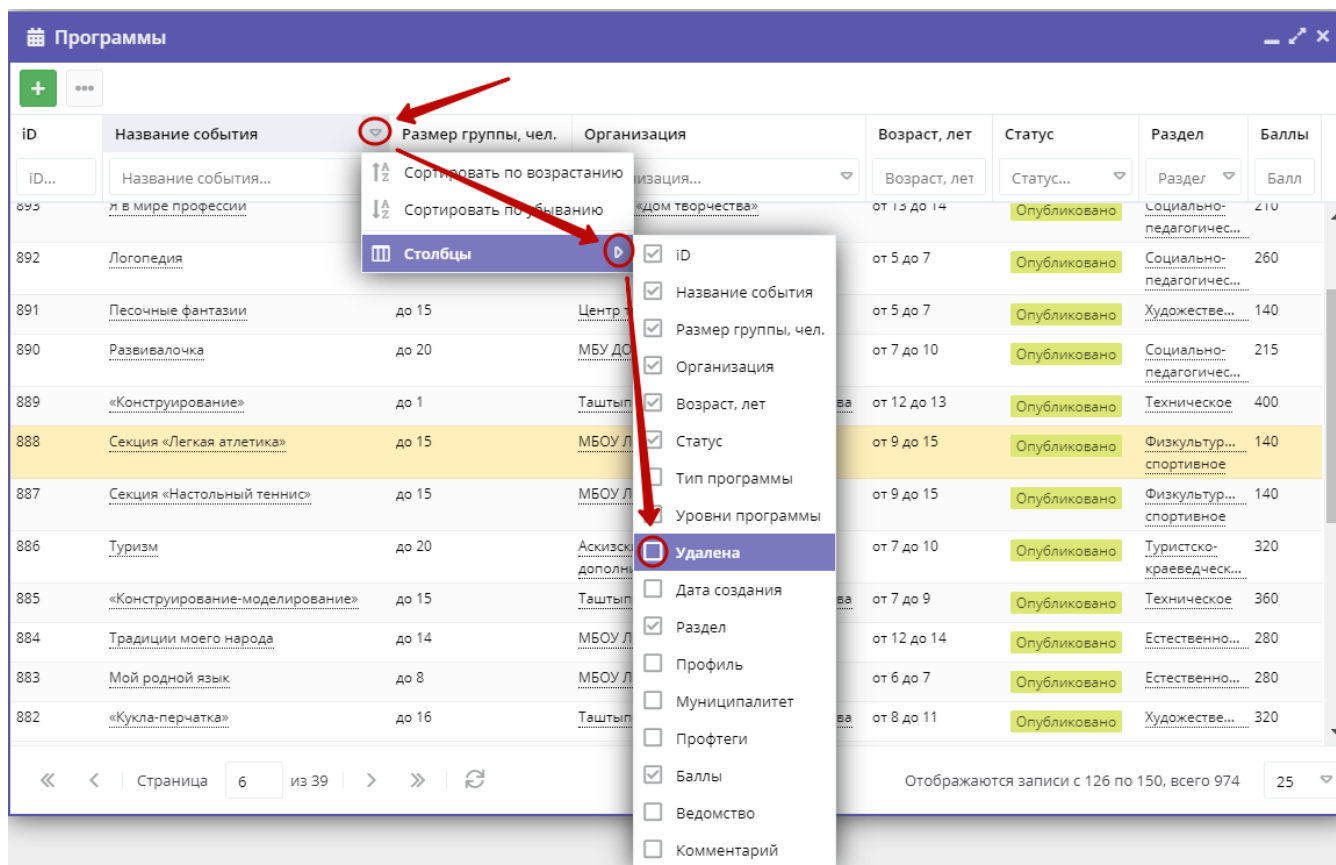 Программы
+
iD
Название события
Размер группы, чел.
Организация
Возраст, лет
Статус
Раздел
Баллы
iD...
Название события...
Возраст, лет
Статус...
Раздел
Балл
Сортировать по возрастанию
Сортировать по убыванию
Столбцы
iD
Название события
Размер группы, чел.
Организация
Возраст, лет
Статус
Тип программы
Уровни программы
Удалена
Дата создания
Раздел
Профиль
Муниципалитет
Профтеги
Баллы
Ведомство
Комментарий
893 Я в мире профессий «Дом творчества» от 13 до 14 Опубликовано Социально- 210
педагогичес...
892 Логопедия от 5 до 7 Опубликовано Социально- 260
педагогичес...
891 Песочные фантазии до 15 Центр от 5 до 7 Опубликовано Художестве... 140
890 Развивалочка до 20 МБУ ДО от 7 до 10 Опубликовано Социально- 215
педагогичес...
889 «Конструирование» до 1 Таштып ва от 12 до 13 Опубликовано Техническое 400
888 Секция «Легкая атлетика» до 15 МБОУ Л от 9 до 15 Опубликовано Физкультур... 140
спортивное
887 Секция «Настольный теннис» до 15 МБОУ Л от 9 до 15 Опубликовано Физкультур... 140
спортивное
886 Туризм до 20 Аскизск от 7 до 10 Опубликовано Туристско- 320
дополн краеведческ...
885 «Конструирование-моделирование» до 15 Таштып ва от 7 до 9 Опубликовано Техническое 360
884 Традиции моего народа до 14 МБОУ Л от 12 до 14 Опубликовано Естественно... 280
883 Мой родной язык до 8 МБОУ Л от 6 до 7 Опубликовано Естественно... 280
882 «Кукла-перчатка» до 16 Таштып ва от 8 до 11 Опубликовано Художестве... 320
Страница 6 из 39
Отображаются записи с 126 по 150, всего 974 25